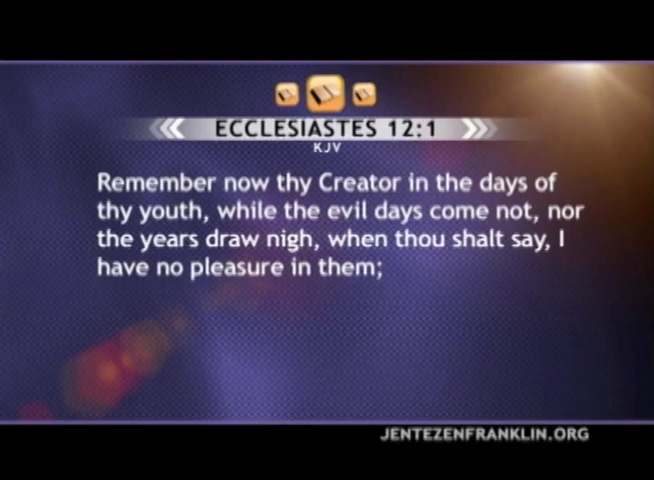 ECCLESIASTES 12:1
KJV
Remember now thy Creator in the days of
thy youth, while the evil days come not, nor
the years draw nigh, when thou shalt say, I
have no pleasure in them;
JENTEZENFRANKLIN.ORG